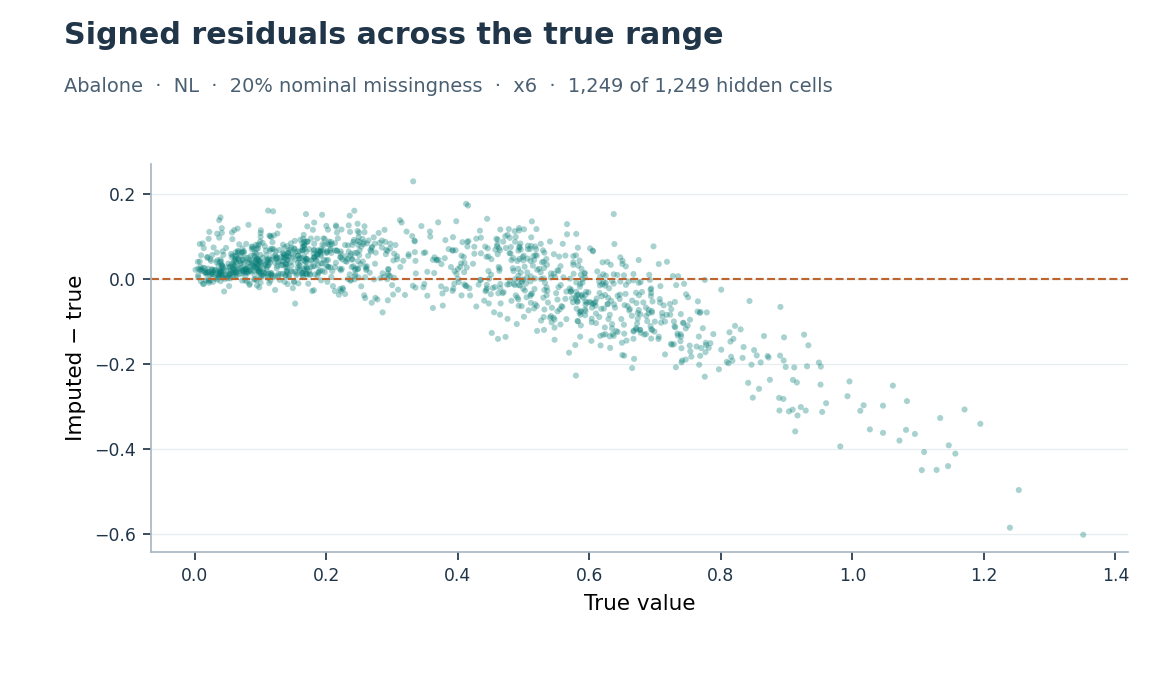 Signed residuals across the true range
Abalone · NL · 20% nominal missingness · x6 · 1,249 of 1,249 hidden cells
Imputed − true
0.2
0.0
−0.2
−0.4
−0.6
0.0 0.2 0.4 0.6 0.8 1.0 1.2 1.4
True value